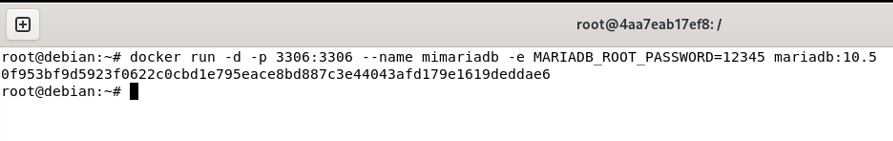 root@4aa7eab17ef8: /
root@debian:~# docker run -d -p 3306:3306 --name mimariadb -e MARIADB_ROOT_PASSWORD=12345 mariadb:10.5
0f953bf9d5923f0622c0cbd1e795eace8bd887c3e44043afd179e1619deddae6
root@debian:~#